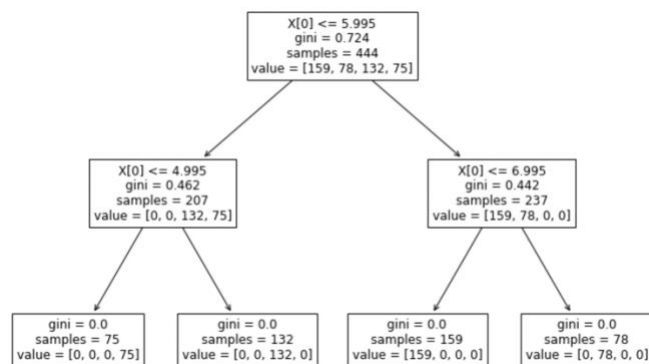 X[0] <= 5.995
gini = 0.724
samples = 444
value = [159, 78, 132, 75]
X[0] <= 4.995
gini = 0.462
samples = 207
value = [0, 0, 132, 75]
X[0] <= 6.995
gini = 0.442
samples = 237
value = [159, 78, 0, 0]
gini = 0.0
samples = 75
value = [0, 0, 0, 75]
gini = 0.0
samples = 132
value = [0, 0, 132, 0]
gini = 0.0
samples = 159
value = [159, 0, 0, 0]
gini = 0.0
samples = 78
value = [0, 78, 0, 0]